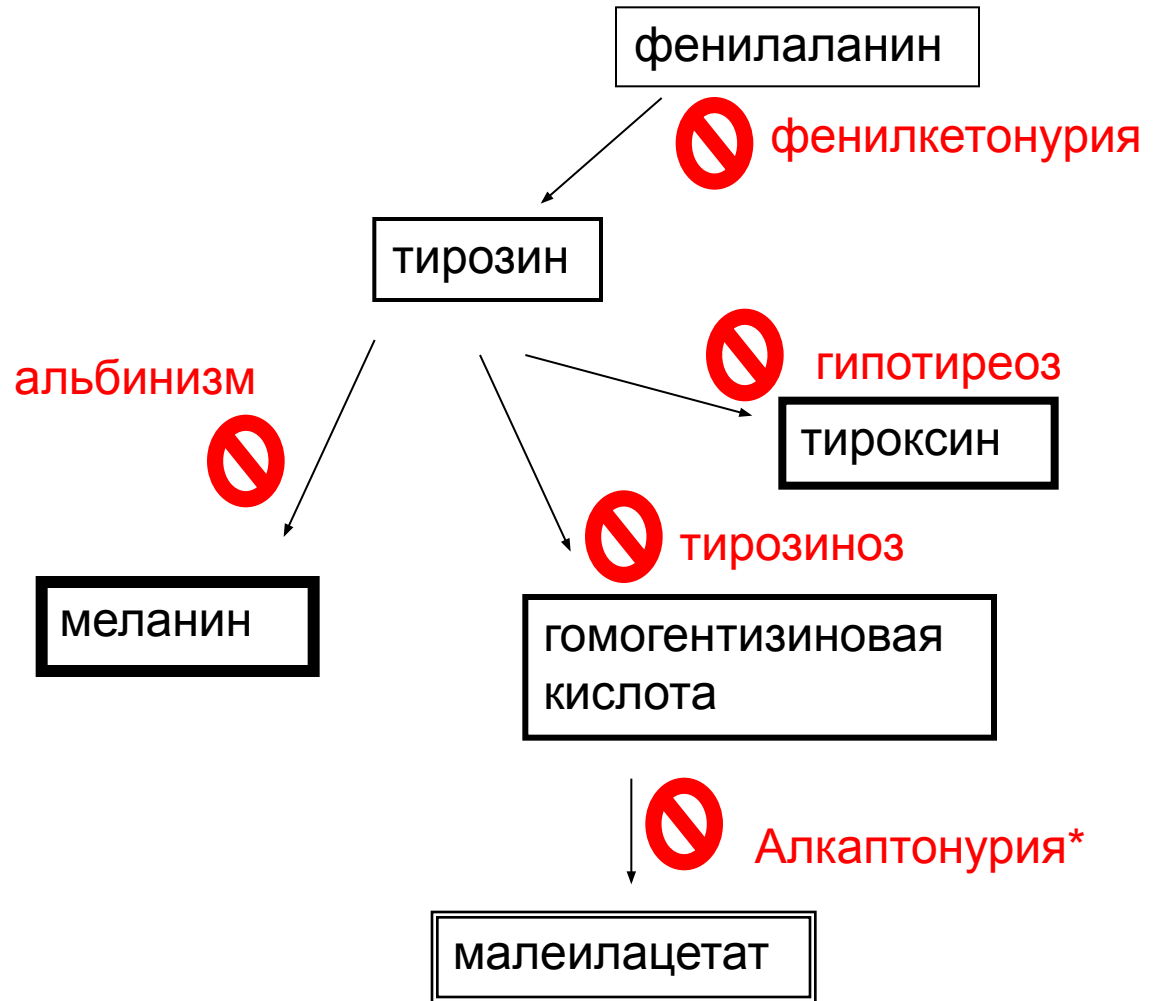 фенилаланин
фенилкетонурия
тирозин
альбинизм
гипотиреоз
тироксин
тирозиноз
меланин
гомогентизиновая
кислота
Алкаптонурия*
малеилацетат